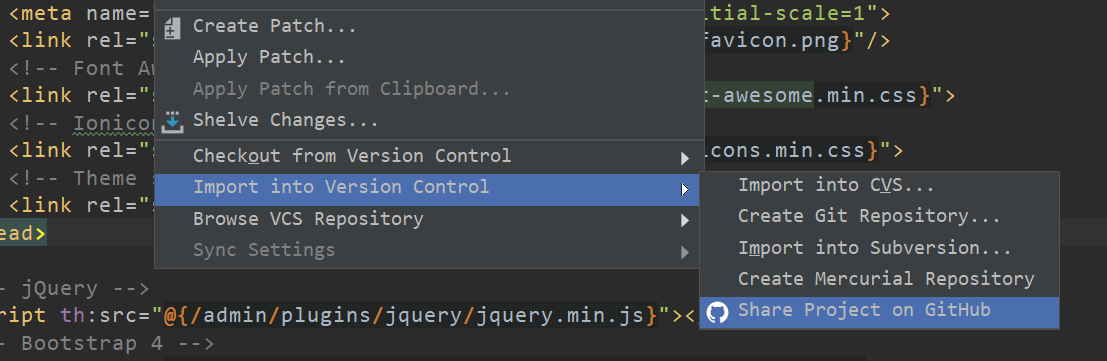 <meta name="
itial-scale=1">
Create Patch...
<link rel="
favicon.png}"/>
Apply Patch...
<!-- Font Aw
Apply Patch from Clipboard...
<link rel="s
t-awesome.min.css}">
Shelve Changes...
<!-- Ionicon
Checkout from Version Control
<link rel="s
icons.min.css}">
Import into Version Control
<!-- Theme s
Import into CVS...
<link rel="s
Browse VCS Repository
Create Git Repository...
ead>
Sync Settings
Import into Subversion...
Create Mercurial Repository
- jQuery -->
Share Project on GitHub
ript th:src="@{/admin/plugins/jquery/jquery.min.js}"><
- Bootstrap 4 -->